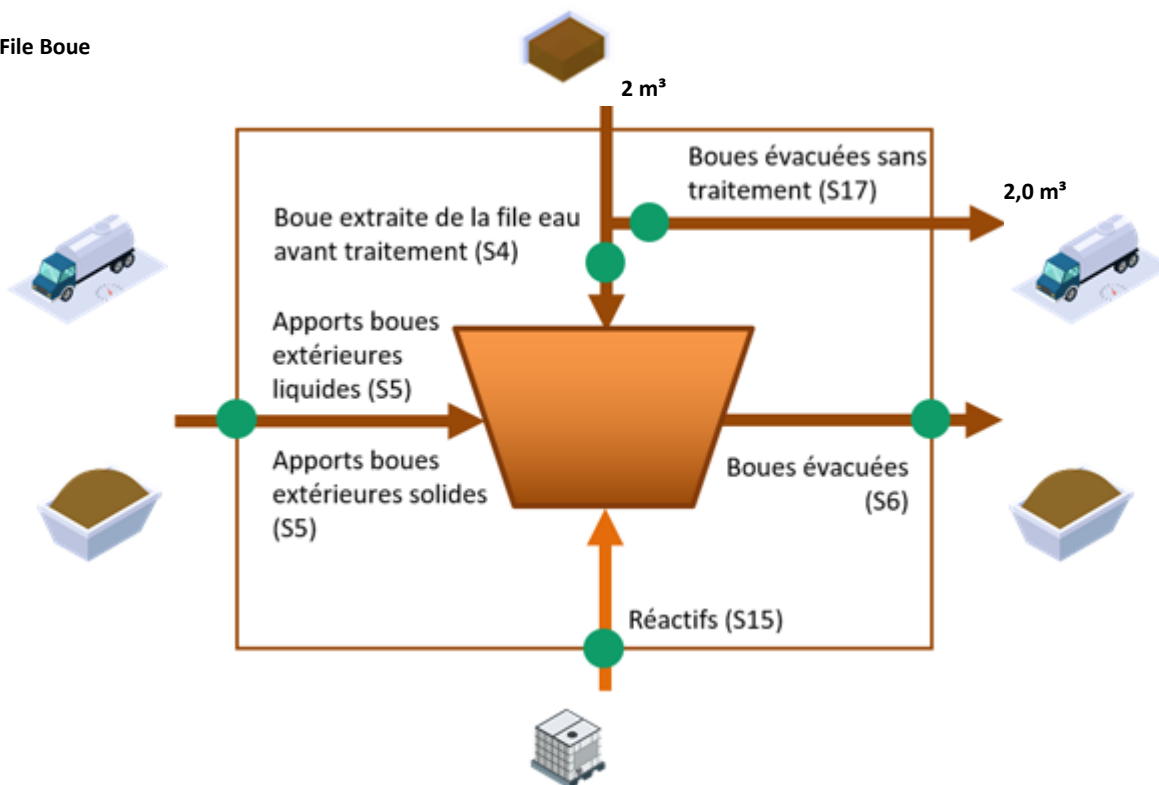 File Boue
2 m³
Boues évacuées sans
traitement (S17)
2,0 m³
Boue extraite de la file eau
avant traitement (S4)
Apports boues
extérieures
liquides (S5)
Apports boues
extérieures solides
(S5)
Boues évacuées
(S6)
Réactifs (S15)